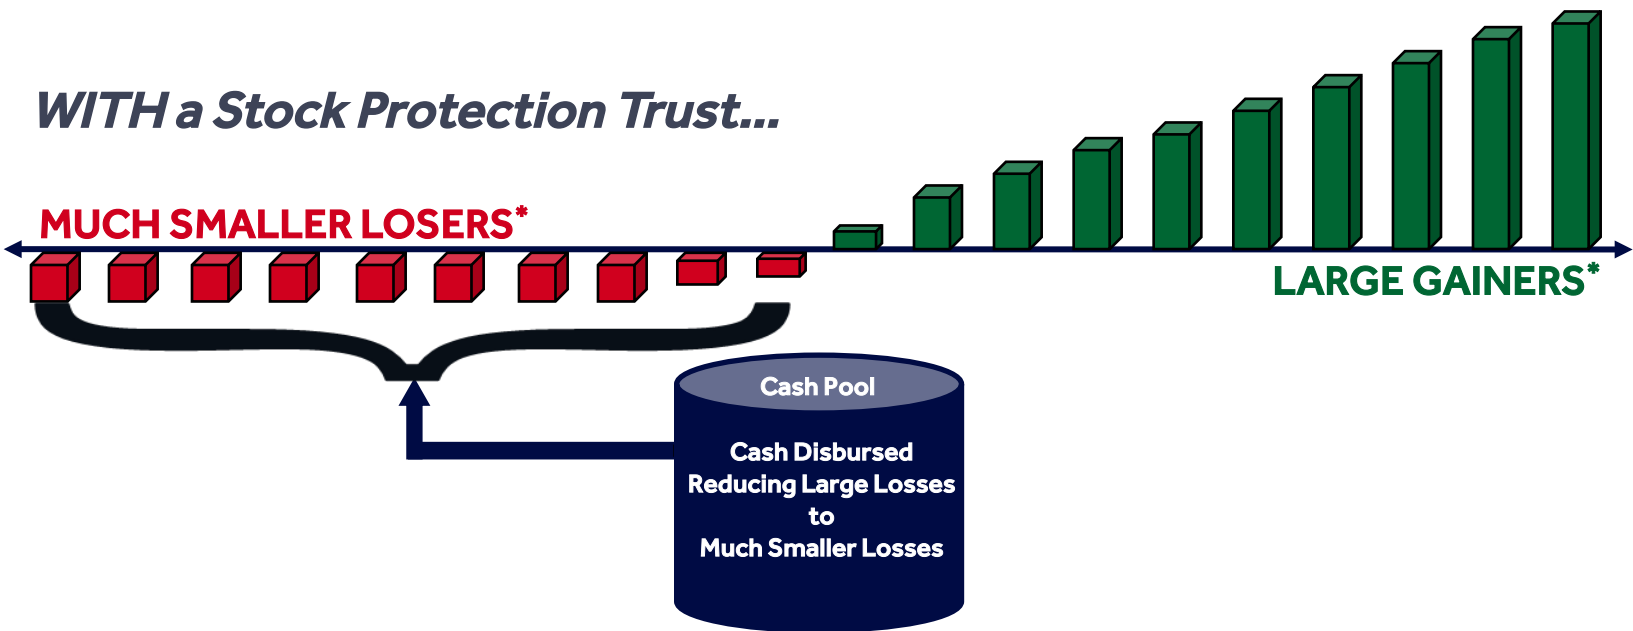 WITH a Stock Protection Trust...
MUCH SMALLER LOSERS*
LARGE GAINERS*
Cash Pool
Cash Disbursed
Reducing Large Losses
to
Much Smaller Losses